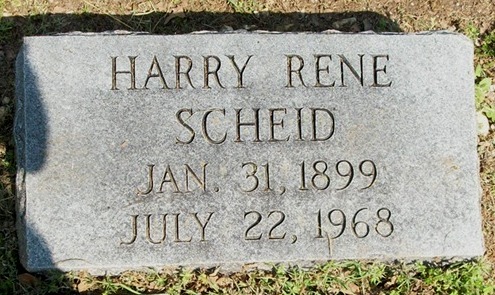 HARRY RENE
SCHEID
JAN. 31, 1899
JULY 22, 1968